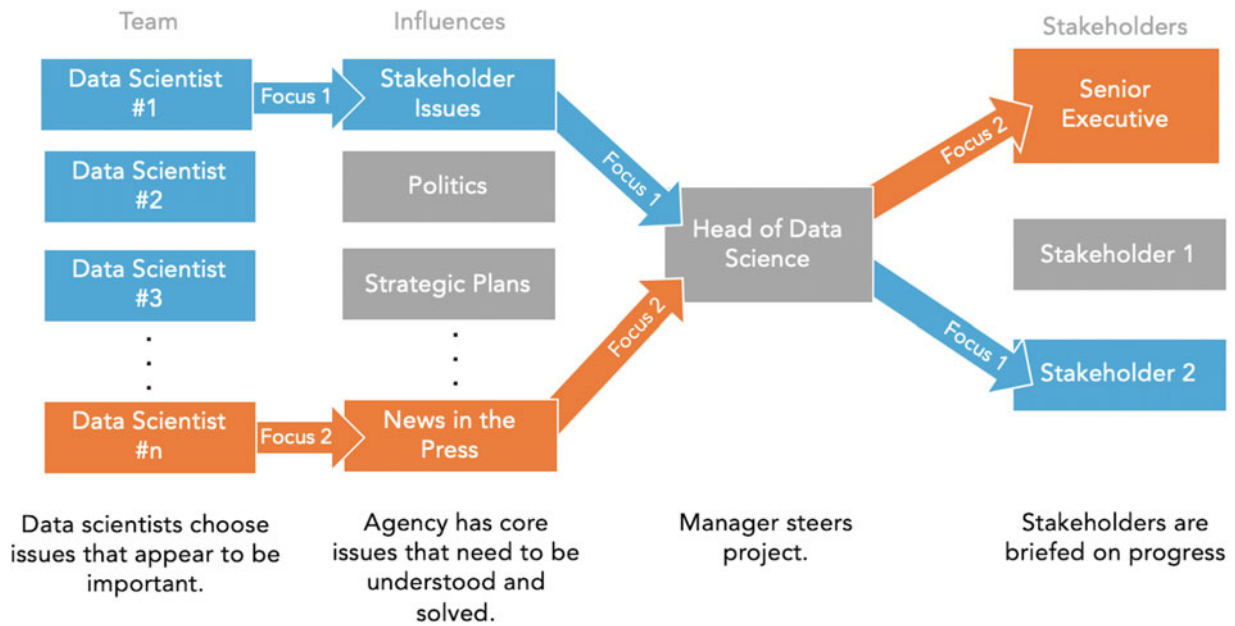 Team
Influences
Stakeholders
Data Scientist
#1
Focus 1
Stakeholder
Issues
Focus 1
Focus 2
Senior
Executive
Data Scientist
#2
Politics
Head of Data
Science
Stakeholder 1
Data Scientist
#3
Strategic Plans
Focus 2
Focus 1
Stakeholder 2
Data Scientist
#n
Focus 2
News in the
Press
Data scientists choose
issues that appear to be
important.
Agency has core
issues that need to be
understood and
solved.
Manager steers
project.
Stakeholders are
briefed on progress